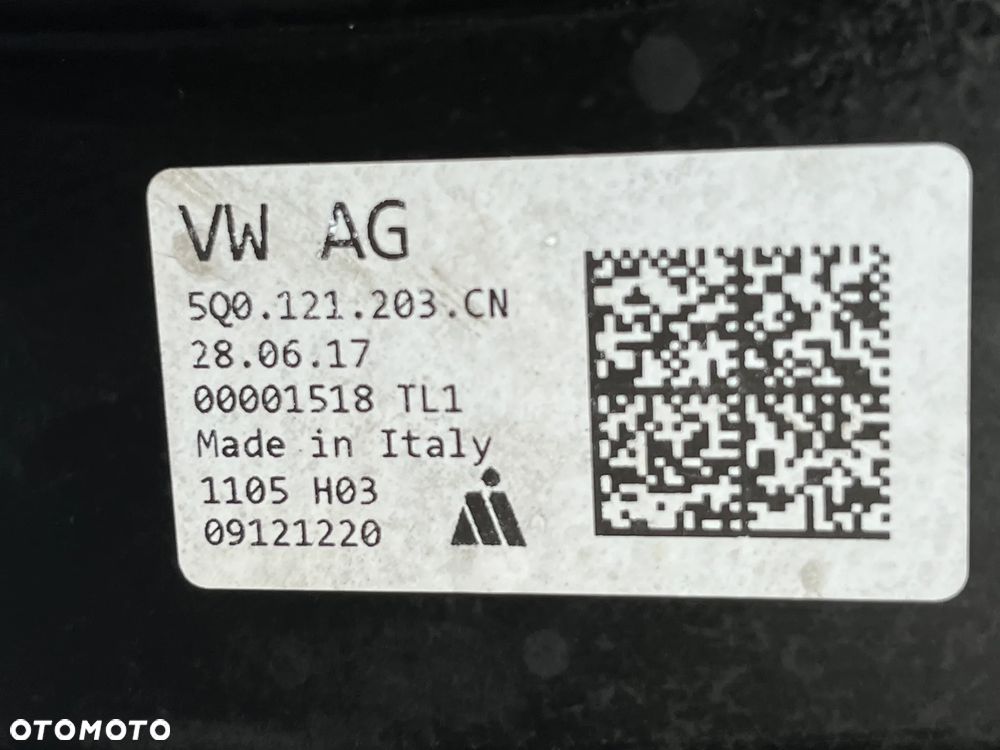 VW AG
5Q0.121.203.CN
28.06.17
00001518 TL1
Made in Italy
1105 H03
09121220
OTOMOTO